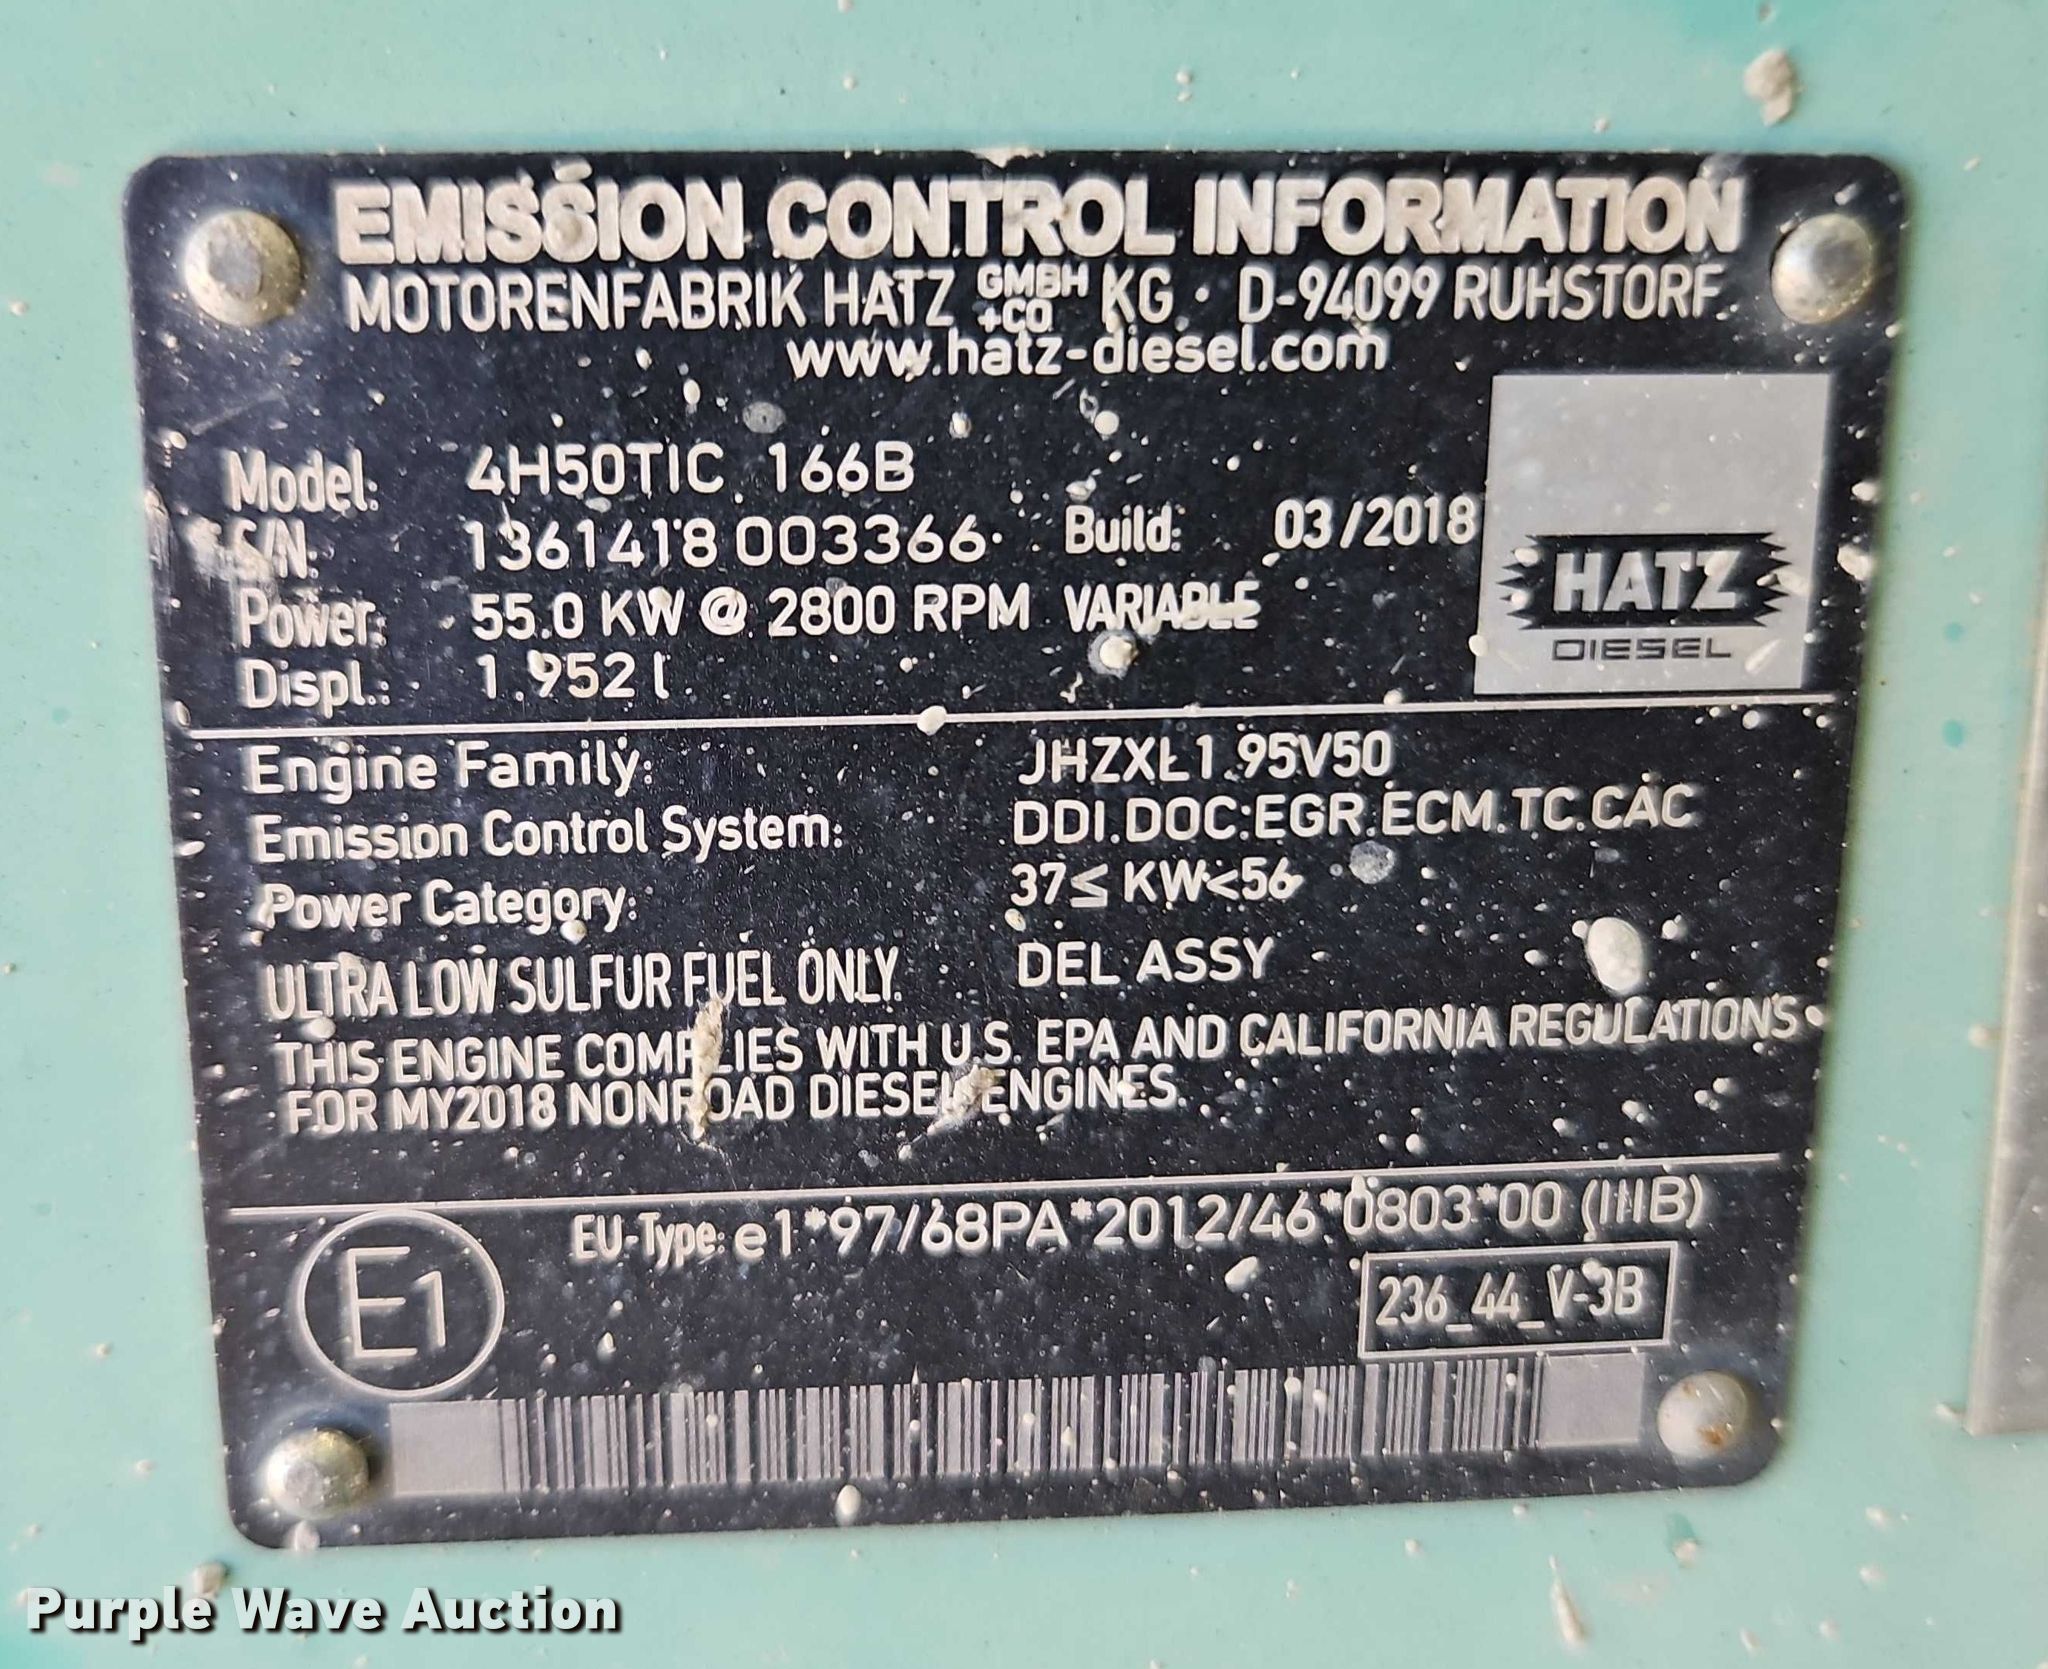 EMISSION CONTROL INFORMATION
MOTORENFABRIK HATZ GMBH +CO KG · D-94099 RUHSTORF
www.hatz-diesel.com
Model: 4H50TIC 166B
S/N: 1361418 003366 Build: 03/2018
Power: 55.0 KW @ 2800 RPM VARIABLE
Displ.: 1.952 l
HATZ
DIESEL
Engine Family: JHZXL1.95V50
Emission Control System: DDI.DOC.EGR.ECM.TC.CAC
Power Category: 37≤ KW<56
ULTRA LOW SULFUR FUEL ONLY. DEL ASSY
THIS ENGINE COMPLIES WITH U.S. EPA AND CALIFORNIA REGULATIONS
FOR MY2018 NONROAD DIESEL ENGINES.
EU-Type: e1*97/68PA*2012/46*0803*00 (IIIB)
E1
236_44_V-3B
Purple Wave Auction